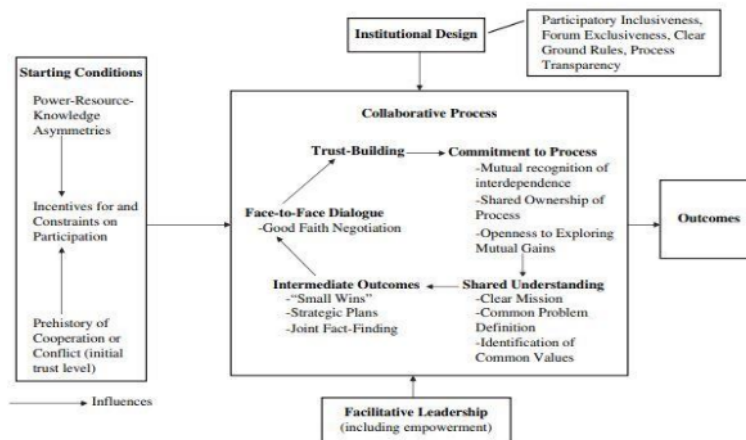 Institutional Design
Participatory Inclusiveness,
Forum Exclusiveness, Clear
Ground Rules, Process
Transparency
Starting Conditions
Power-Resource-
Knowledge
Asymmetries
Incentives for and
Constraints on
Participation
Prehistory of
Cooperation or
Conflict (initial
trust level)
Collaborative Process
Trust-Building
Commitment to Process
-Mutual recognition of
interdependence
-Shared Ownership of
Process
-Openness to Exploring
Mutual Gains
Face-to-Face Dialogue
-Good Faith Negotiation
Intermediate Outcomes
-“Small Wins”
-Strategic Plans
-Joint Fact-Finding
Shared Understanding
-Clear Mission
-Common Problem
Definition
-Identification of
Common Values
Outcomes
Influences
Facilitative Leadership
(including empowerment)